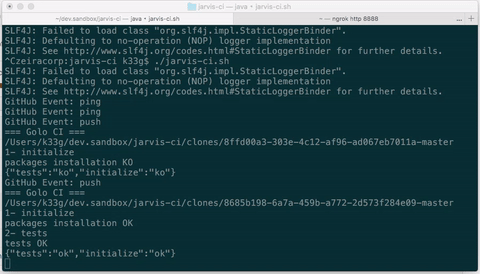 jarvis-ci — java • jarvis-ci.sh
~/dev.sandbox/jarvis-ci — java • jarvis-ci.sh
~ — ngrok http 8888
SLF4J: Failed to load class "org.slf4j.impl.StaticLoggerBinder".
SLF4J: Defaulting to no-operation (NOP) logger implementation
SLF4J: See http://www.slf4j.org/codes.html#StaticLoggerBinder for further details.
^Czeiracorp:jarvis-ci k33g$ ./jarvis-ci.sh
SLF4J: Failed to load class "org.slf4j.impl.StaticLoggerBinder".
SLF4J: Defaulting to no-operation (NOP) logger implementation
SLF4J: See http://www.slf4j.org/codes.html#StaticLoggerBinder for further details.
GitHub Event: ping
GitHub Event: ping
GitHub Event: push
=== Golo CI ===
/Users/k33g/dev.sandbox/jarvis-ci/clones/8ffd00a3-303e-4c12-af96-ad067eb7011a-master
1- initialize
packages installation KO
{"tests":"ko","initialize":"ko"}
GitHub Event: push
=== Golo CI ===
/Users/k33g/dev.sandbox/jarvis-ci/clones/8685b198-6a7a-459b-a772-2d573f284e09-master
1- initialize
packages installation OK
2- tests
tests OK
{"tests":"ok","initialize":"ok"}